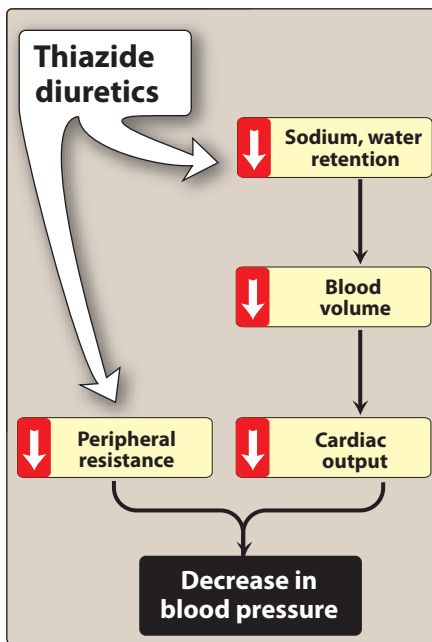 Thiazide
diuretics
Sodium, water
retention
Blood
volume
Peripheral
resistance
Cardiac
output
Decrease in
blood pressure